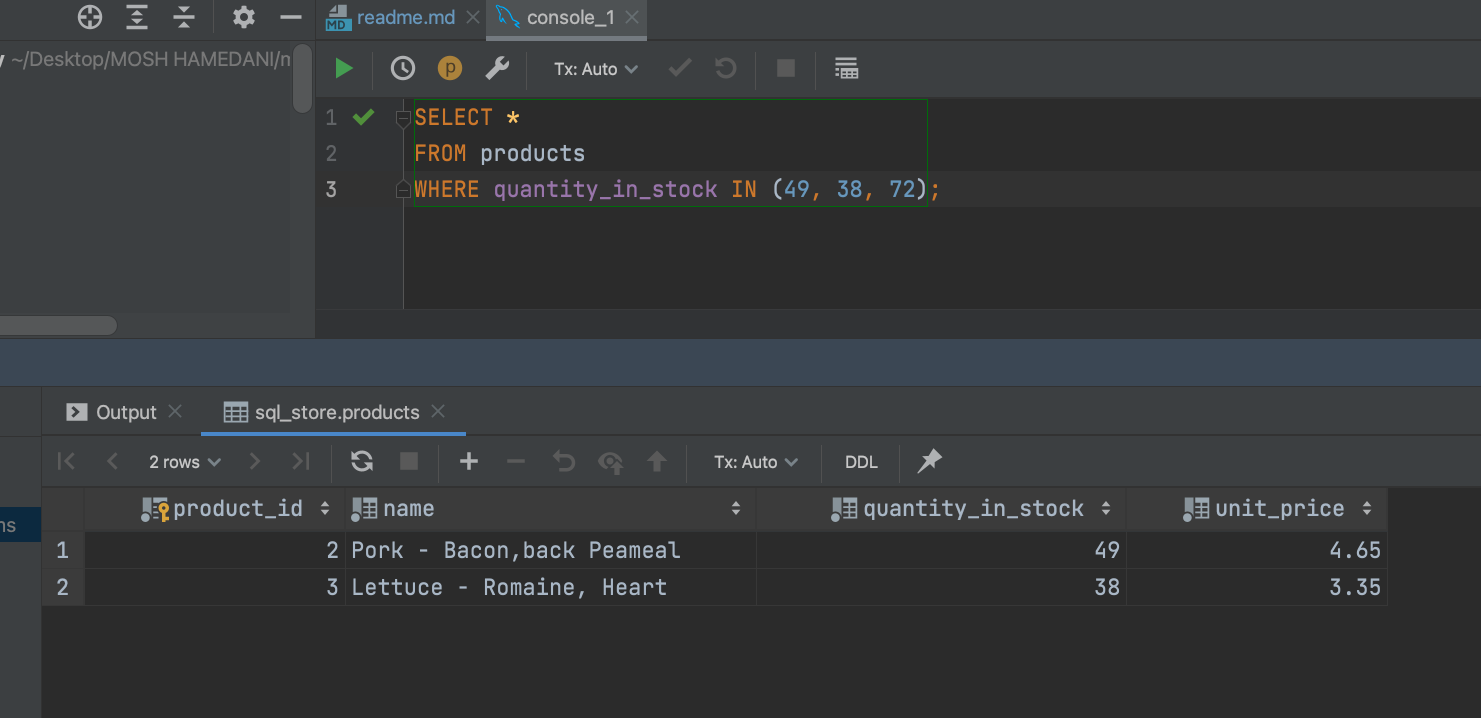 readme.md
console_1
~/Desktop/MOSH HAMEDANI/
Tx: Auto
1 SELECT *
2 FROM products
3 WHERE quantity_in_stock IN (49, 38, 72);
Output
sql_store.products
2 rows
Tx: Auto
DDL
product_id name quantity_in_stock unit_price
1 2 Pork - Bacon,back Peameal 49 4.65
ns
2 3 Lettuce - Romaine, Heart 38 3.35